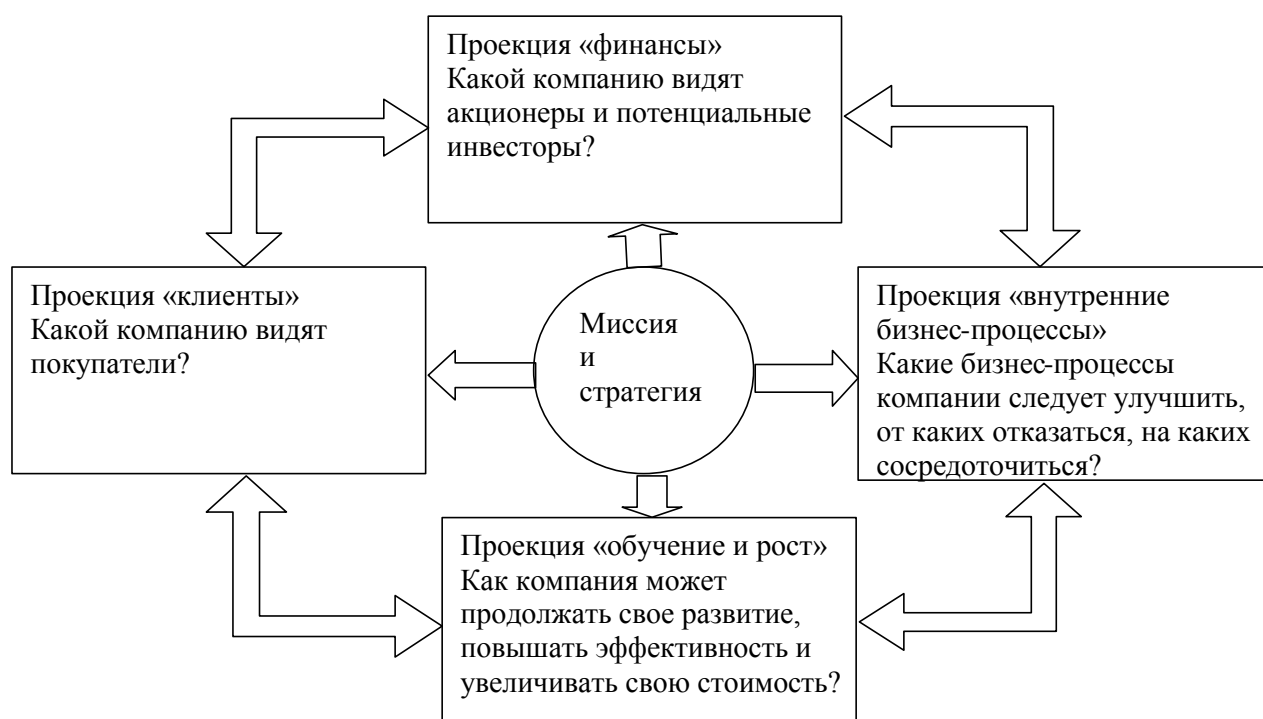 Проекция «финансы»
Какой компанию видят
акционеры и потенциальные
инвесторы?
Проекция «клиенты»
Какой компанию видят
покупатели?
Миссия
и
стратегия
Проекция «внутренние
бизнес-процессы»
Какие бизнес-процессы
компании следует улучшить,
от каких отказаться, на каких
сосредоточиться?
Проекция «обучение и рост»
Как компания может
продолжать свое развитие,
повышать эффективность и
увеличивать свою стоимость?